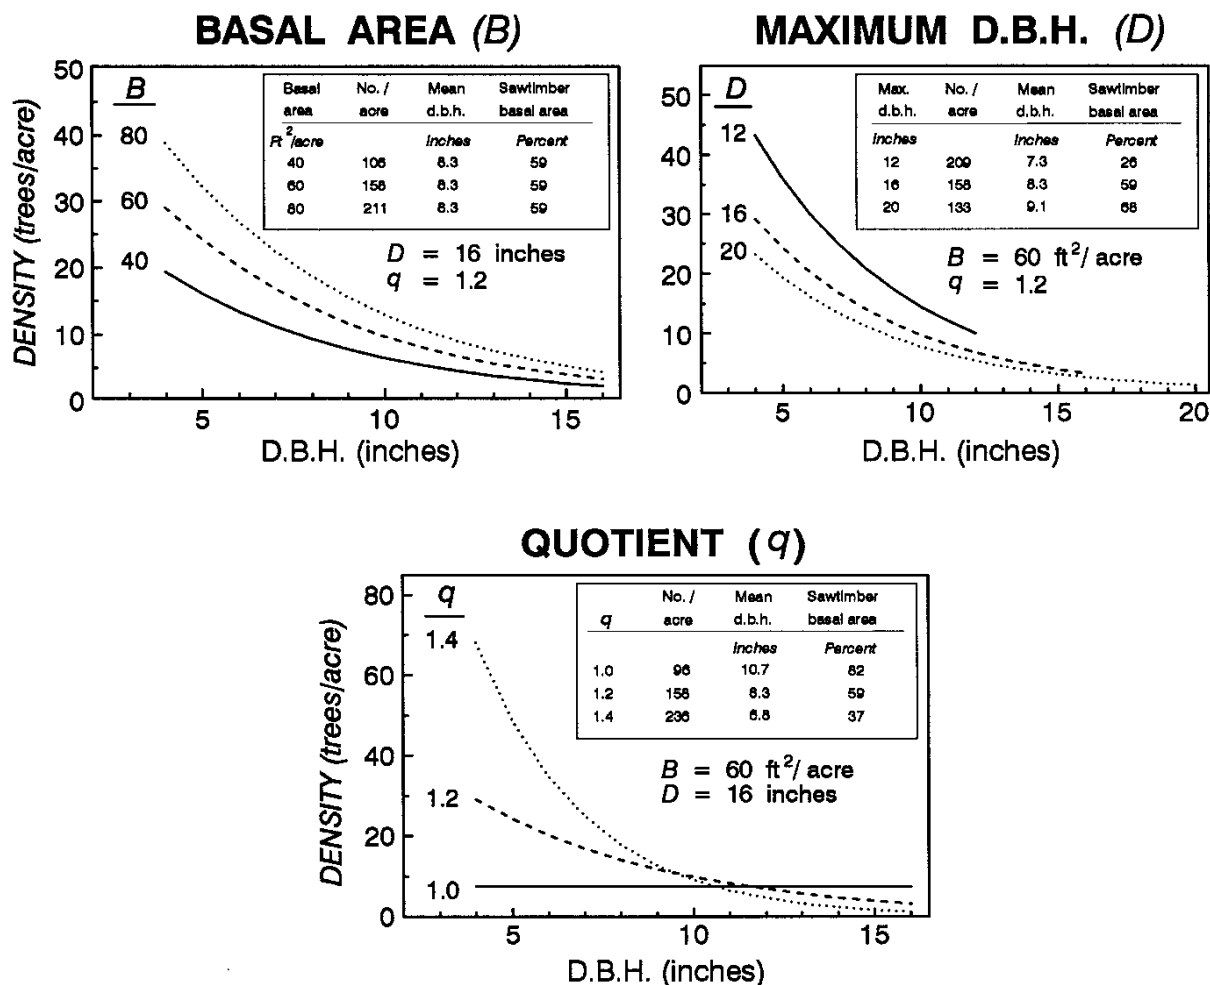 BASAL AREA (B)
DENSITY (trees/acre)
50
40
30
20
10
0
B
80
60
40
Basal No./ Mean Sawtimber
area acre d.b.h. basal area
Ft²/acre Inches Percent
40 106 8.3 59
60 158 8.3 59
80 211 8.3 59
D = 16 inches
q = 1.2
5 10 15
D.B.H. (inches)
MAXIMUM D.B.H. (D)
50
40
30
20
10
0
D
12
16
20
Max. No./ Mean Sawtimber
d.b.h. acre d.b.h. basal area
Inches Inches Percent
12 209 7.3 26
16 158 8.3 59
20 133 9.1 68
B = 60 ft²/ acre
q = 1.2
5 10 15 20
D.B.H. (inches)
QUOTIENT (q)
DENSITY (trees/acre)
80
60
40
20
0
q
1.4
1.2
1.0
No./ Mean Sawtimber
q acre d.b.h. basal area
Inches Percent
1.0 96 10.7 82
1.2 158 8.3 59
1.4 236 6.8 37
B = 60 ft²/ acre
D = 16 inches
5 10 15
D.B.H. (inches)